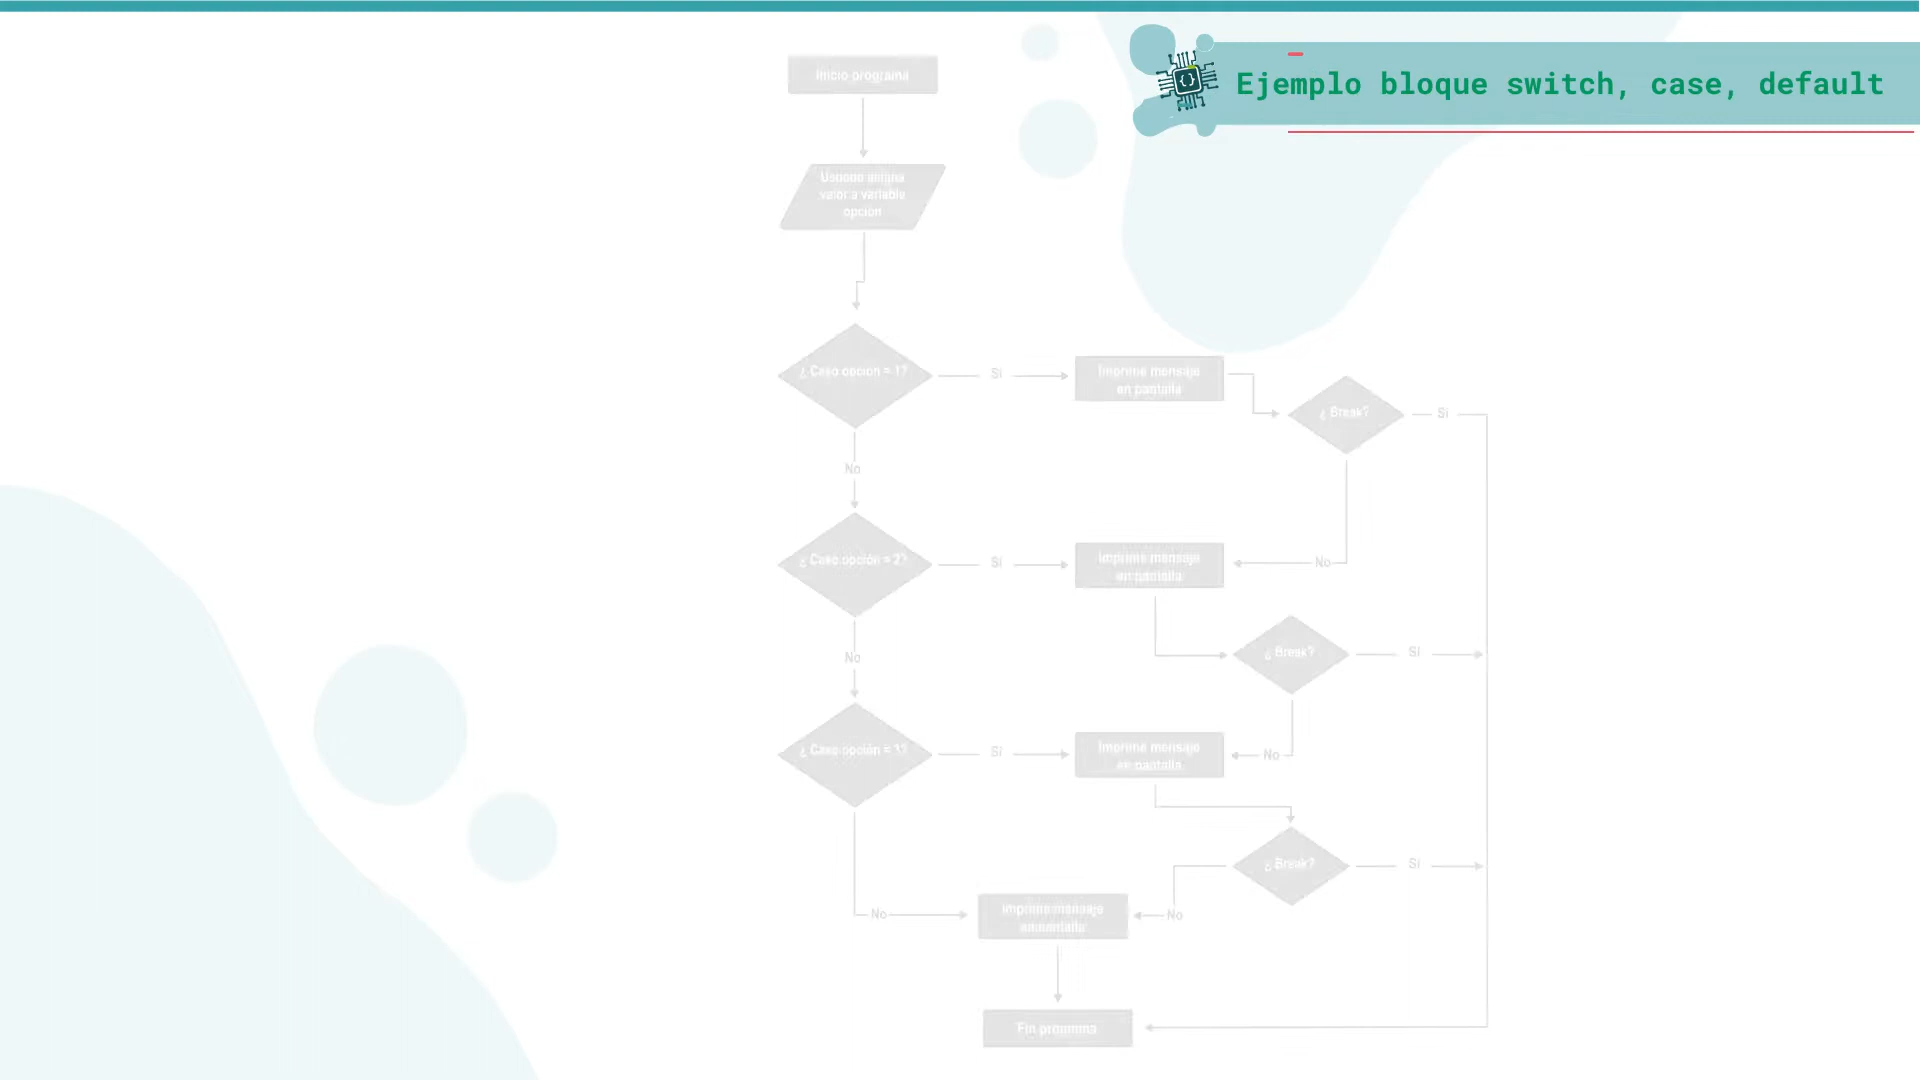 Ejemplo bloque switch, case, default
Inicio programa
Usuario asigna
valor a variable
opción
¿ Caso opción = 1?
Si
Imprime mensaje
en pantalla
¿ Break?
Si
No
¿ Caso opción = 2?
Si
Imprime mensaje
en pantalla
No
No
¿ Break?
Si
¿ Caso opción = 3?
Si
Imprime mensaje
en pantalla
No
¿ Break?
Si
No
Imprime mensaje
en pantalla
No
Fin programa